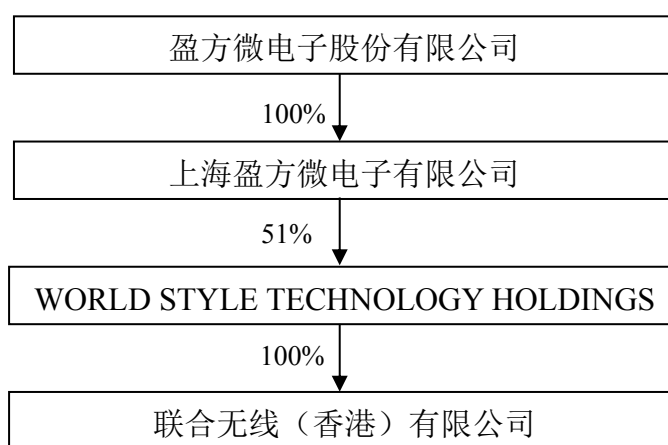 盈方微电子股份有限公司
100%
上海盈方微电子有限公司
51%
WORLD STYLE TECHNOLOGY HOLDINGS
100%
联合无线（香港）有限公司